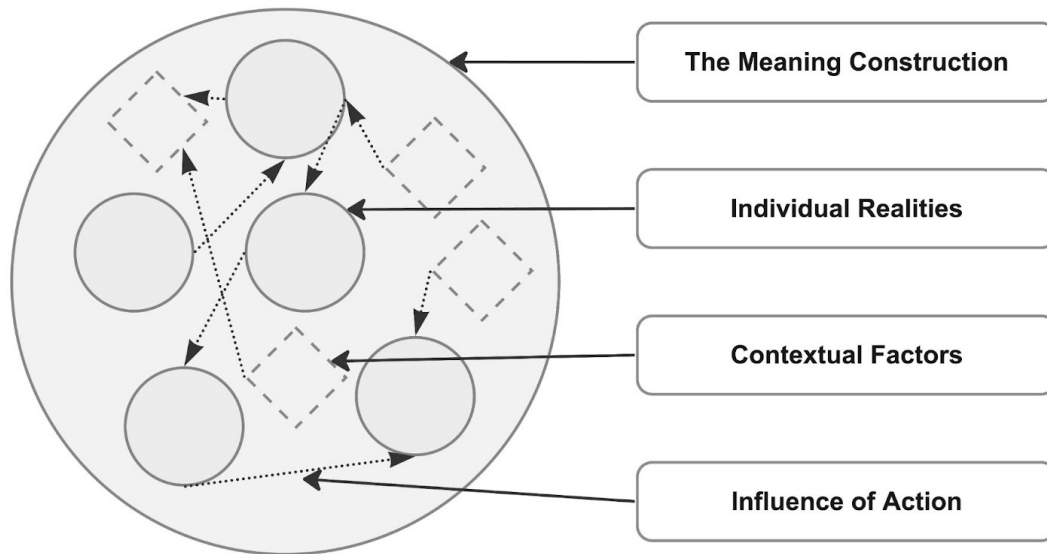 The Meaning Construction
Individual Realities
Contextual Factors
Influence of Action